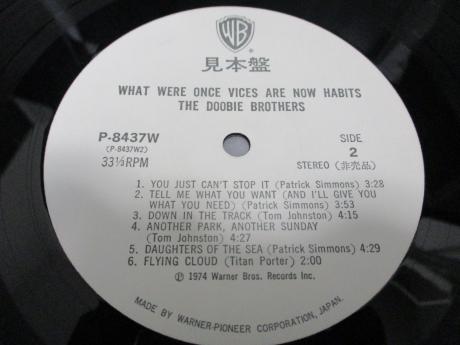 WB
見本盤
WHAT WERE ONCE VICES ARE NOW HABITS
THE DOOBIE BROTHERS
P-8437W
(P-8437W2)
33⅓RPM
SIDE
2
STEREO (非売品)
1. YOU JUST CAN'T STOP IT (Patrick Simmons) 3:28
2. TELL ME WHAT YOU WANT (AND I'LL GIVE YOU
WHAT YOU NEED) (Patrick Simmons) 3:53
3. DOWN IN THE TRACK (Tom Johnston) 4:15
4. ANOTHER PARK, ANOTHER SUNDAY
(Tom Johnston) 4:27
5. DAUGHTERS OF THE SEA (Patrick Simmons) 4:29
6. FLYING CLOUD (Titan Porter) 2:00
Ⓟ 1974 Warner Bros. Records Inc.
MADE BY WARNER-PIONEER CORPORATION, JAPAN.